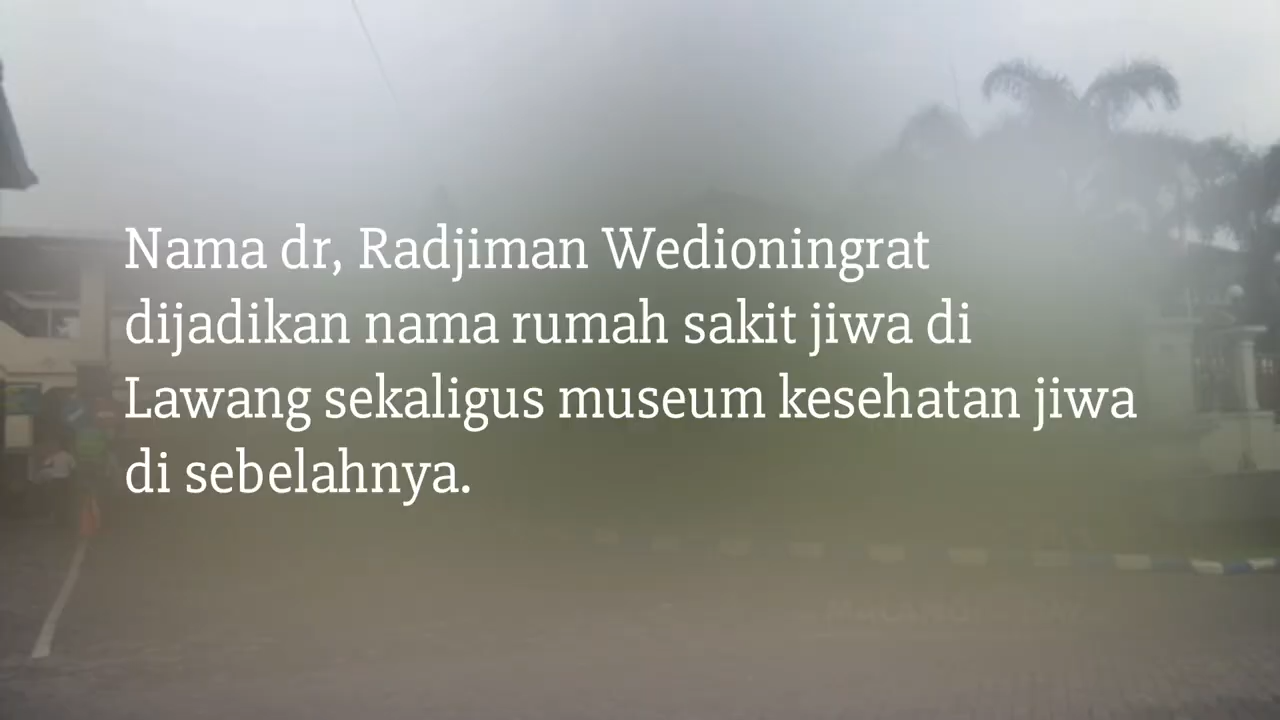 Nama dr, Radjiman Wedioningrat
dijadikan nama rumah sakit jiwa di
Lawang sekaligus museum kesehatan jiwa
di sebelahnya.